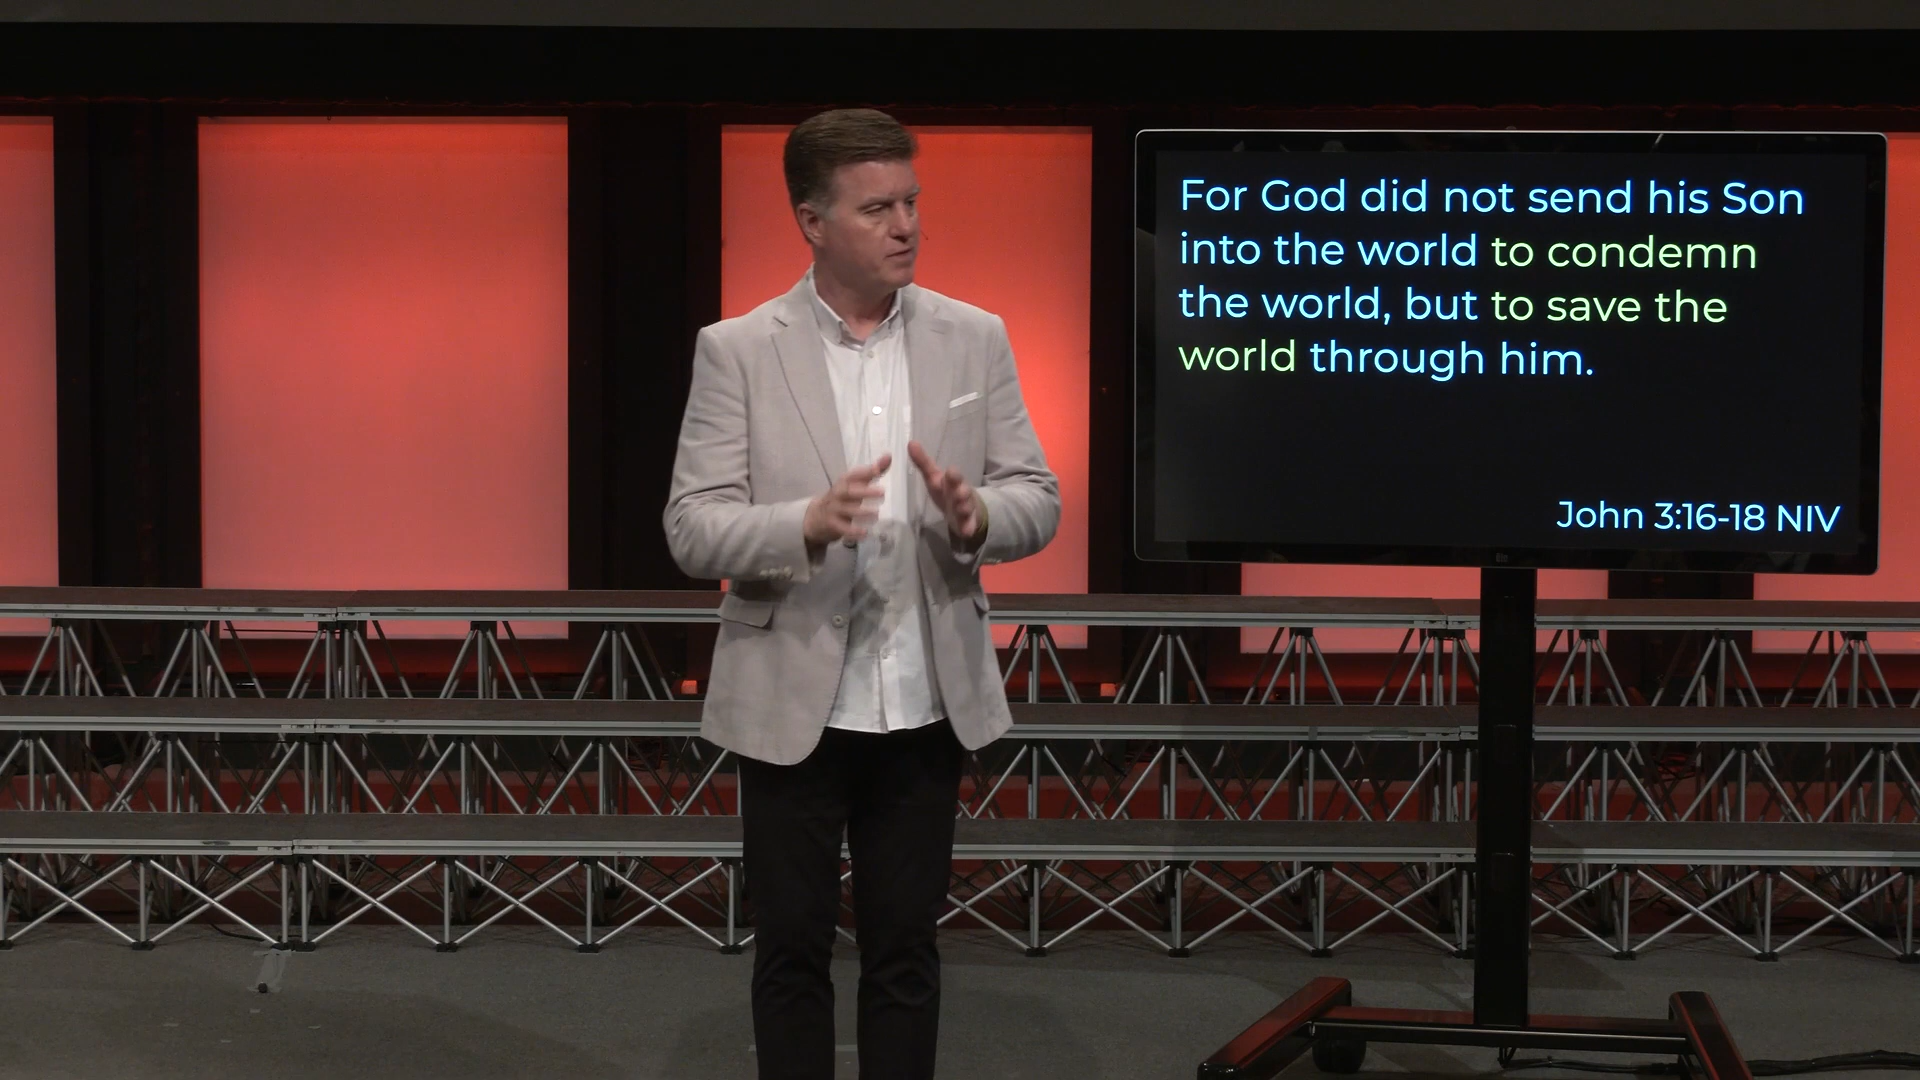 For God did not send his Son
into the world to condemn
the world, but to save the
world through him.
John 3:16-18 NIV